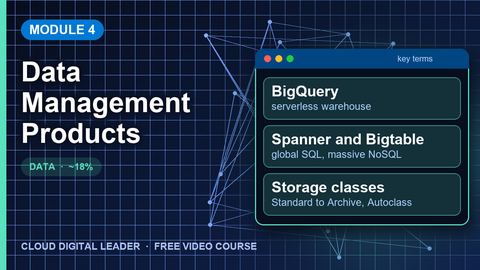 MODULE 4
Data
Management
Products
DATA · ~18%
CLOUD DIGITAL LEADER · FREE VIDEO COURSE
key terms
BigQuery
serverless warehouse
Spanner and Bigtable
global SQL, massive NoSQL
Storage classes
Standard to Archive, Autoclass